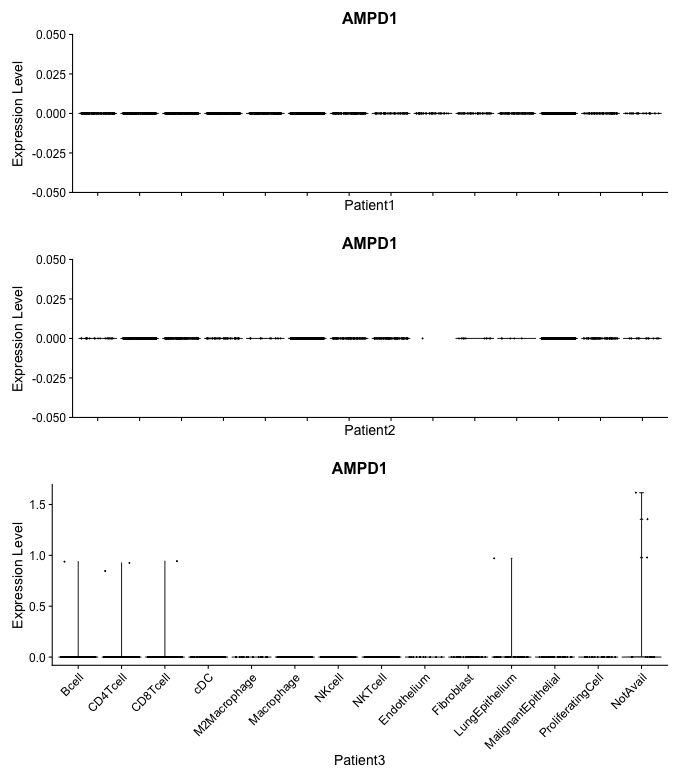 AMPD1
Expression Level
0.050
0.025
0.000
-0.025
-0.050
Patient1
AMPD1
Expression Level
0.050
0.025
0.000
-0.025
-0.050
Patient2
AMPD1
Expression Level
1.5
1.0
0.5
0.0
Bcell
CD4Tcell
CD8Tcell
cDC
M2Macrophage
Macrophage
NKcell
NKTcell
Endothelium
Fibroblast
LungEpithelium
MalignantEpithelial
ProliferatingCell
NotAvail
Patient3